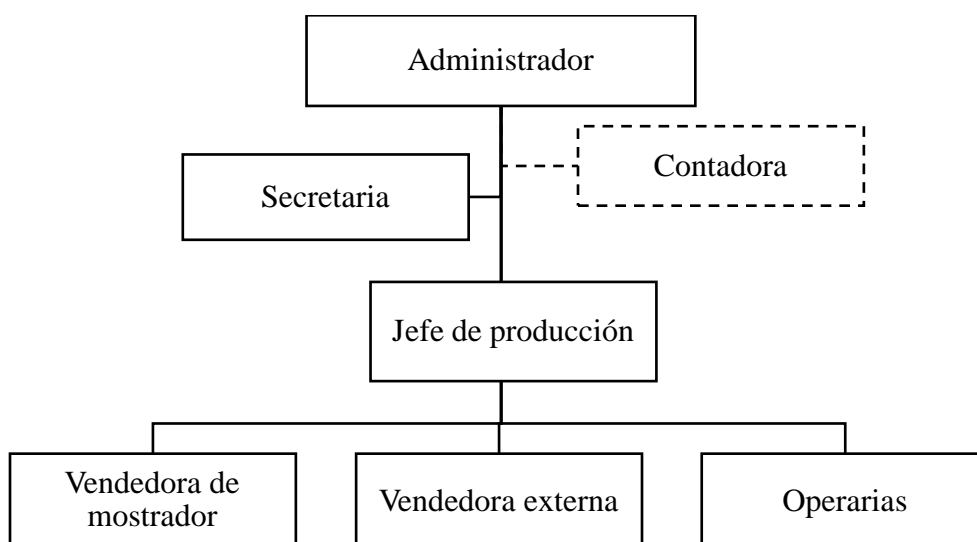 Administrador
Contadora
Secretaria
Jefe de producción
Vendedora de
mostrador
Vendedora externa
Operarias